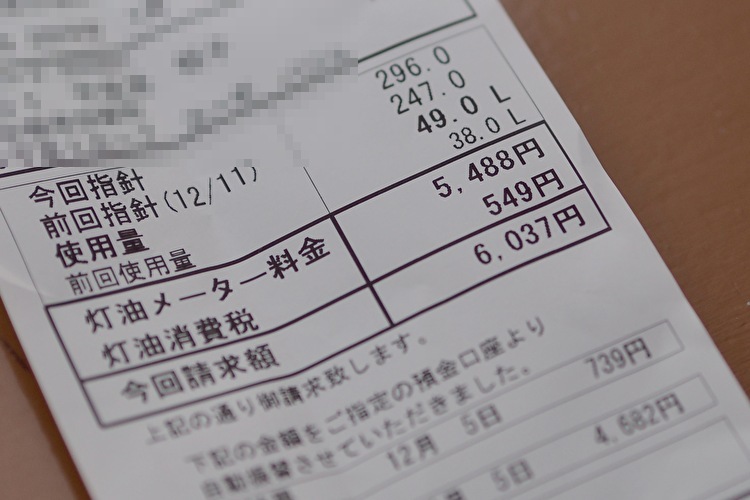 今回指針 296.0
前回指針(12/11) 247.0
使用量 49.0 L
前回使用量 38.0 L
灯油メーター料金 5,488円
灯油消費税 549円
今回請求額 6,037円
上記の通り御請求致します。
下記の金額をご指定の預金口座より
自動振替させていただきました。
12月 5日 739円
月 5日 4,682円